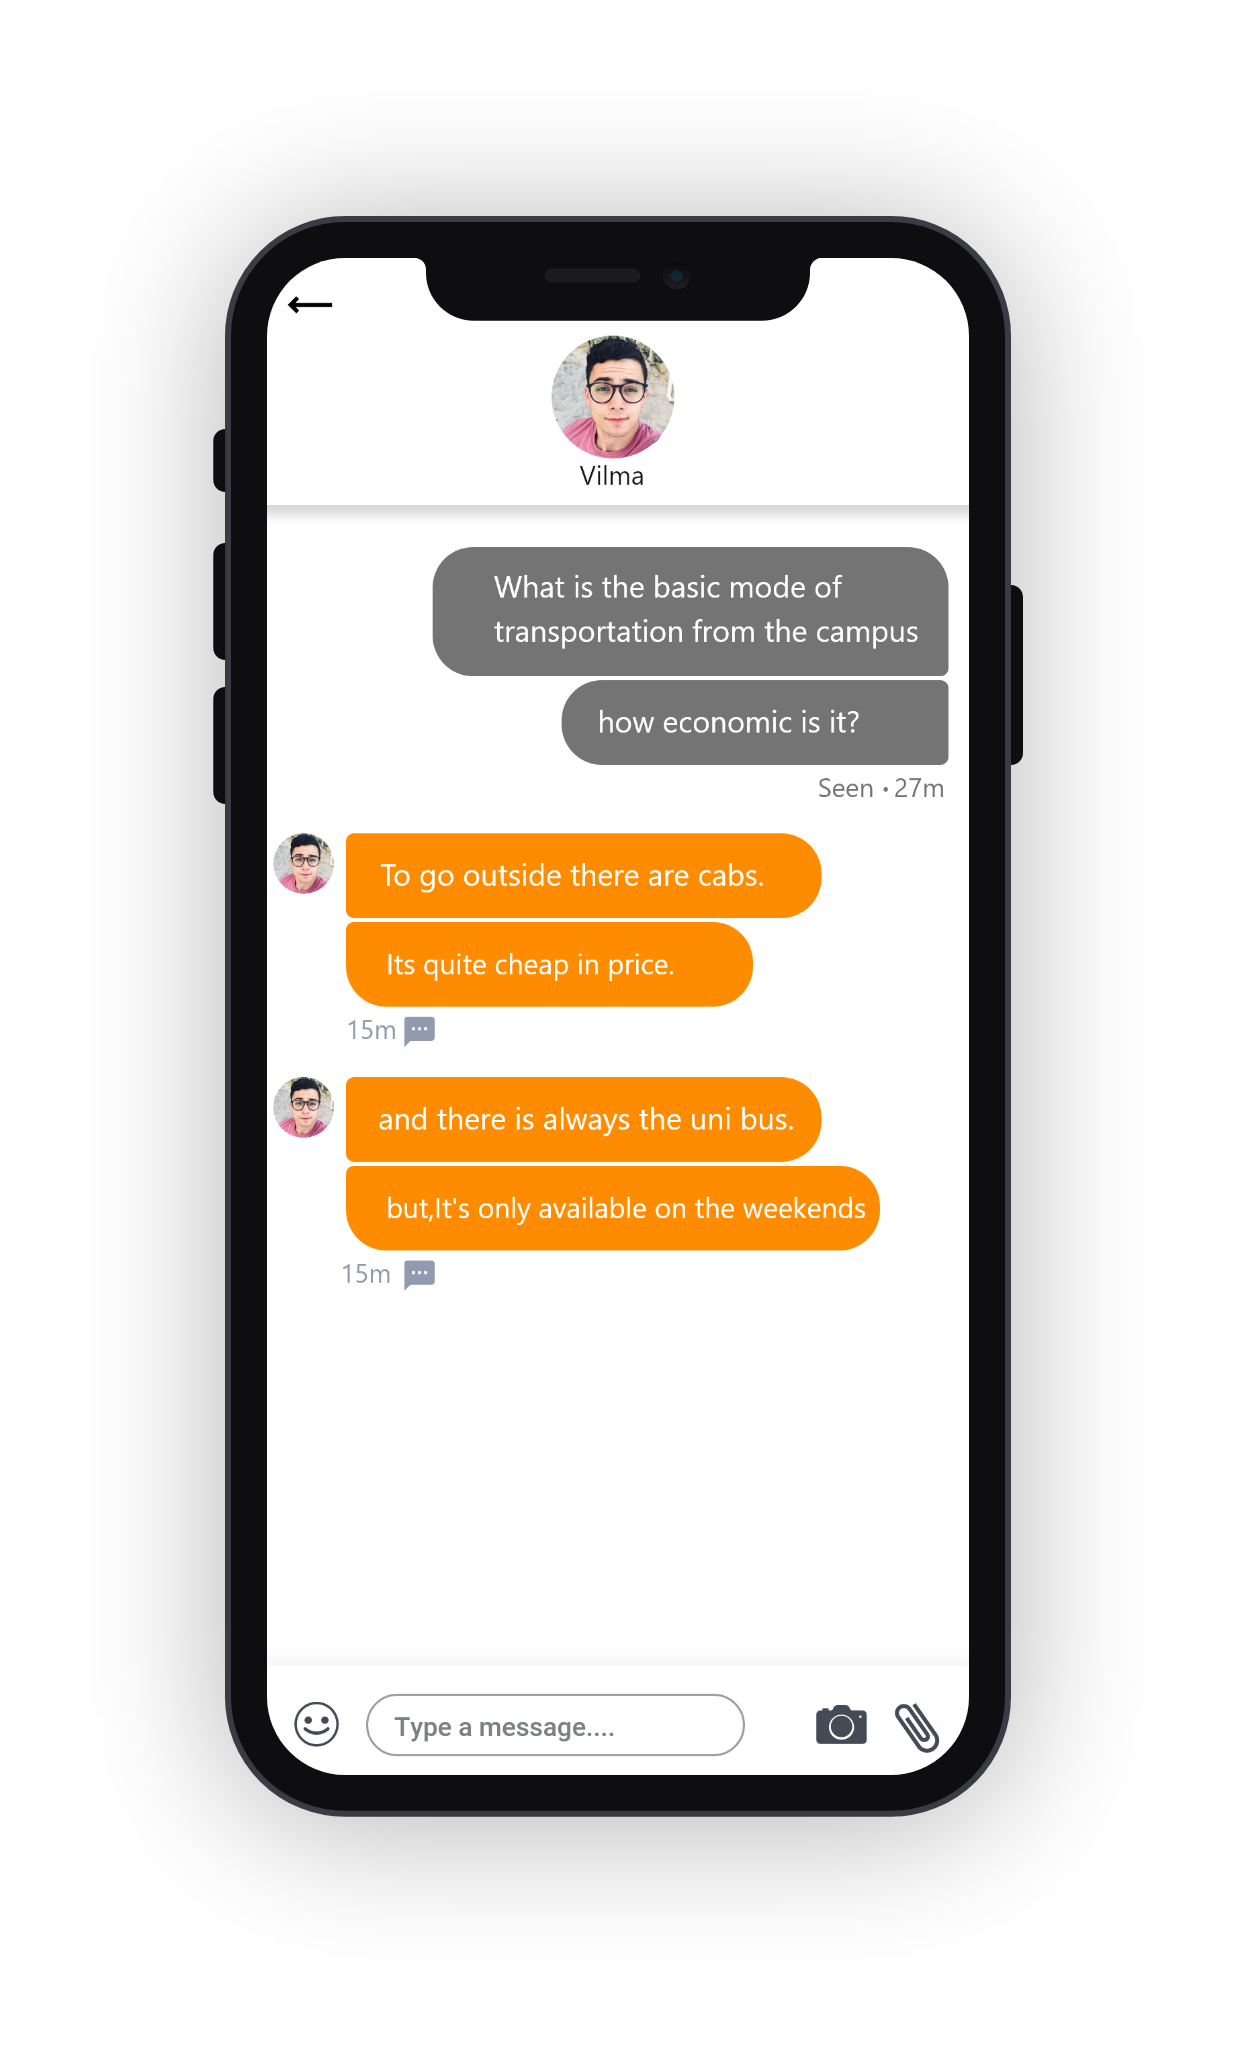 Vilma
What is the basic mode of
transportation from the campus
how economic is it?
Seen • 27m
To go outside there are cabs.
Its quite cheap in price.
15m
and there is always the uni bus.
but,It's only available on the weekends
15m
Type a message....